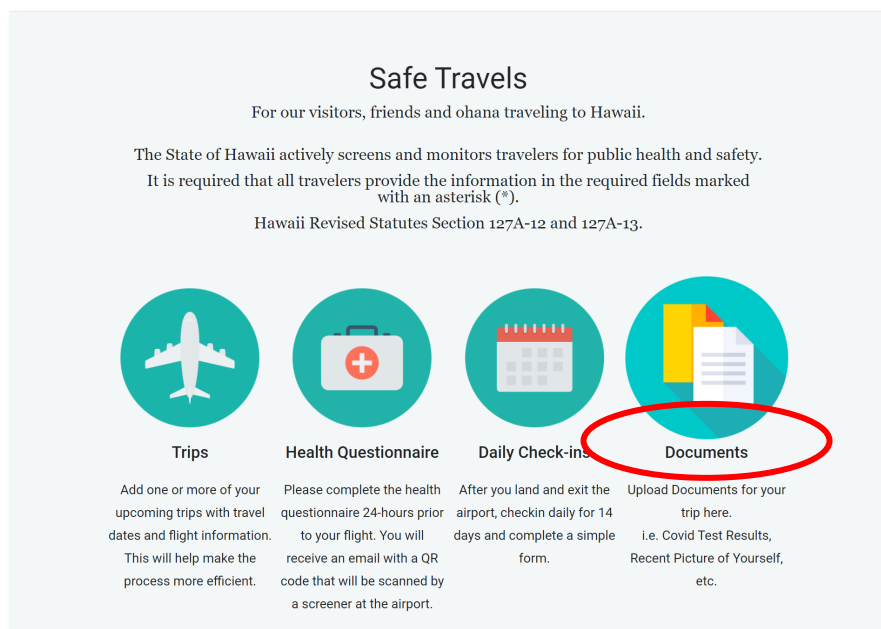 Safe Travels
For our visitors, friends and ohana traveling to Hawaii.
The State of Hawaii actively screens and monitors travelers for public health and safety.
It is required that all travelers provide the information in the required fields marked
with an asterisk (*).
Hawaii Revised Statutes Section 127A-12 and 127A-13.
Trips
Add one or more of your
upcoming trips with travel
dates and flight information.
This will help make the
process more efficient.
Health Questionnaire
Please complete the health
questionnaire 24-hours prior
to your flight. You will
receive an email with a QR
code that will be scanned by
a screener at the airport.
Daily Check-ins
After you land and exit the
airport, checkin daily for 14
days and complete a simple
form.
Documents
Upload Documents for your
trip here.
i.e. Covid Test Results,
Recent Picture of Yourself,
etc.